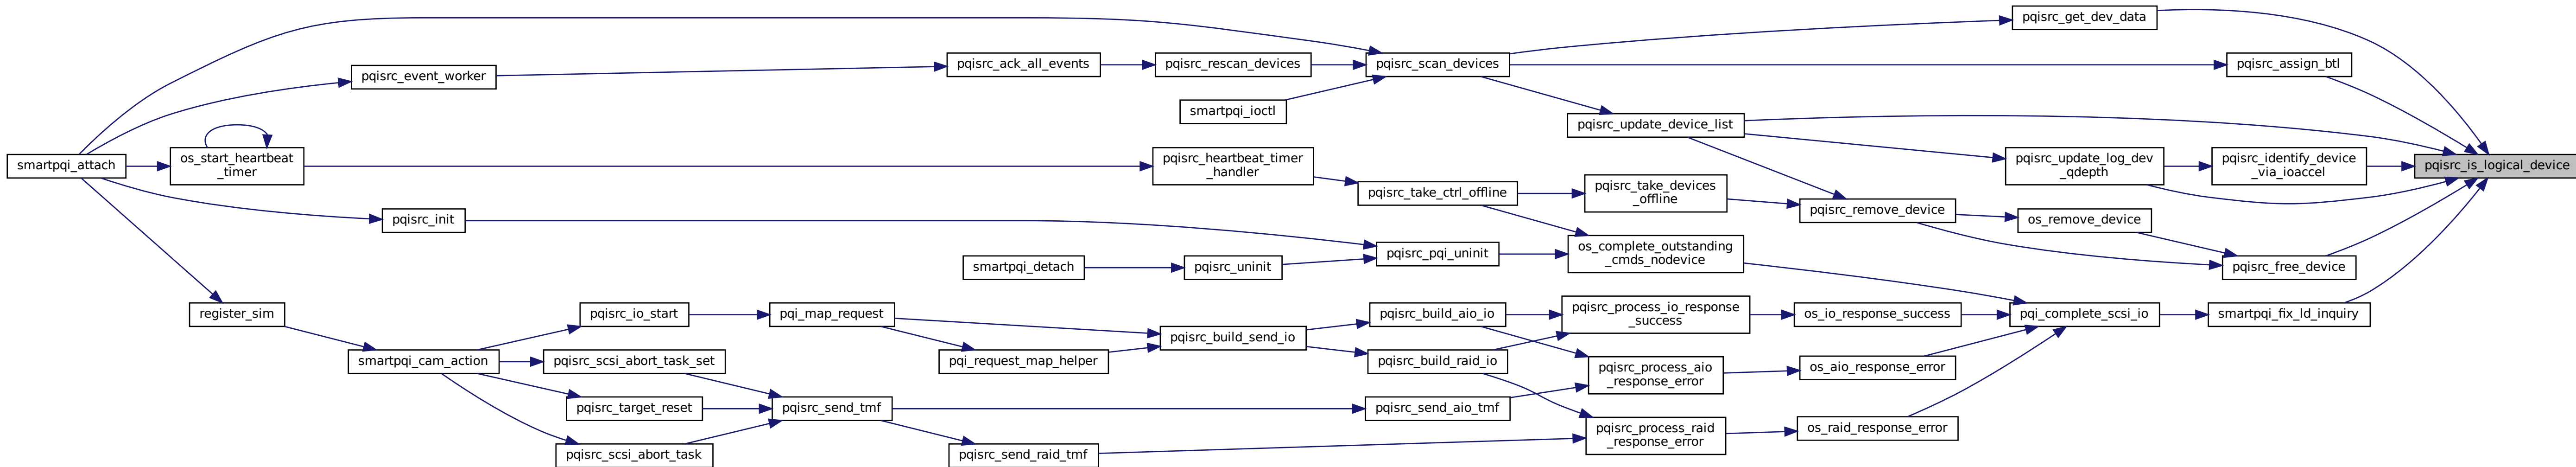 pqisrc_get_dev_data
pqisrc_event_worker
pqisrc_ack_all_events
pqisrc_rescan_devices
pqisrc_scan_devices
pqisrc_assign_btl
smartpqi_ioctl
pqisrc_update_device_list
smartpqi_attach
os_start_heartbeat
_timer
pqisrc_heartbeat_timer
_handler
pqisrc_update_log_dev
_qdepth
pqisrc_identify_device
_via_ioaccel
pqisrc_is_logical_device
pqisrc_take_ctrl_offline
pqisrc_take_devices
_offline
pqisrc_remove_device
os_remove_device
pqisrc_init
smartpqi_detach
pqisrc_uninit
pqisrc_pqi_uninit
os_complete_outstanding
_cmds_nodevice
pqisrc_free_device
register_sim
pqisrc_io_start
pqi_map_request
pqisrc_build_aio_io
pqisrc_process_io_response
_success
os_io_response_success
pqi_complete_scsi_io
smartpqi_fix_ld_inquiry
pqisrc_build_send_io
smartpqi_cam_action
pqisrc_scsi_abort_task_set
pqi_request_map_helper
pqisrc_build_raid_io
pqisrc_process_aio
_response_error
os_aio_response_error
pqisrc_target_reset
pqisrc_send_tmf
pqisrc_send_aio_tmf
pqisrc_process_raid
_response_error
os_raid_response_error
pqisrc_scsi_abort_task
pqisrc_send_raid_tmf